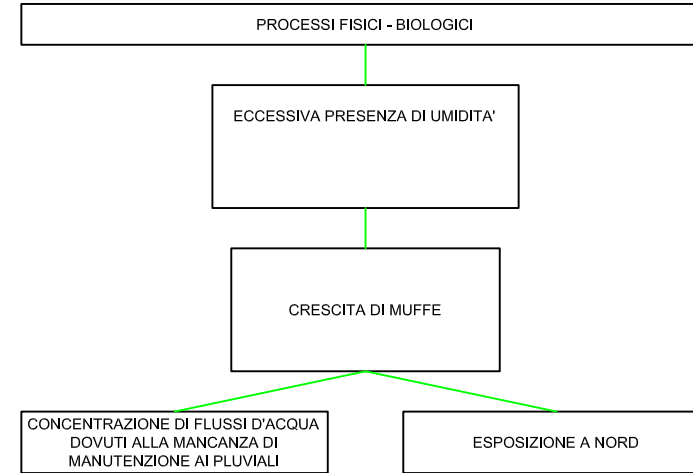 PROCESSI FISICI - BIOLOGICI
ECCESSIVA PRESENZA DI UMIDITA'
CRESCITA DI MUFFE
CONCENTRAZIONE DI FLUSSI D'ACQUA
DOVUTI ALLA MANCANZA DI
MANUTENZIONE AI PLUVIALI
ESPOSIZIONE A NORD